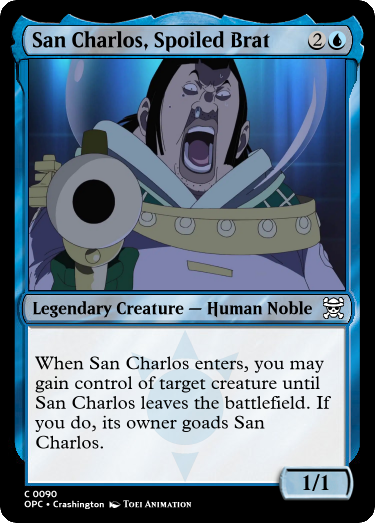 San Charlos, Spoiled Brat 2
Legendary Creature — Human Noble
When San Charlos enters, you may
gain control of target creature until
San Charlos leaves the battlefield. If
you do, its owner goads San
Charlos.
1/1
C 0090
OPC • Crashington Toei Animation